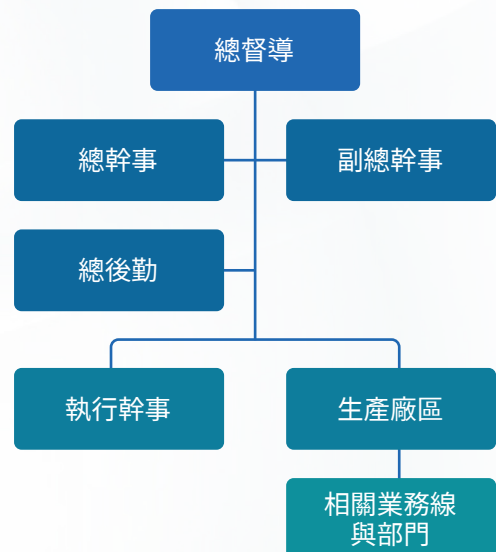 總督導
總幹事
副總幹事
總後勤
執行幹事
生產廠區
相關業務線
與部門